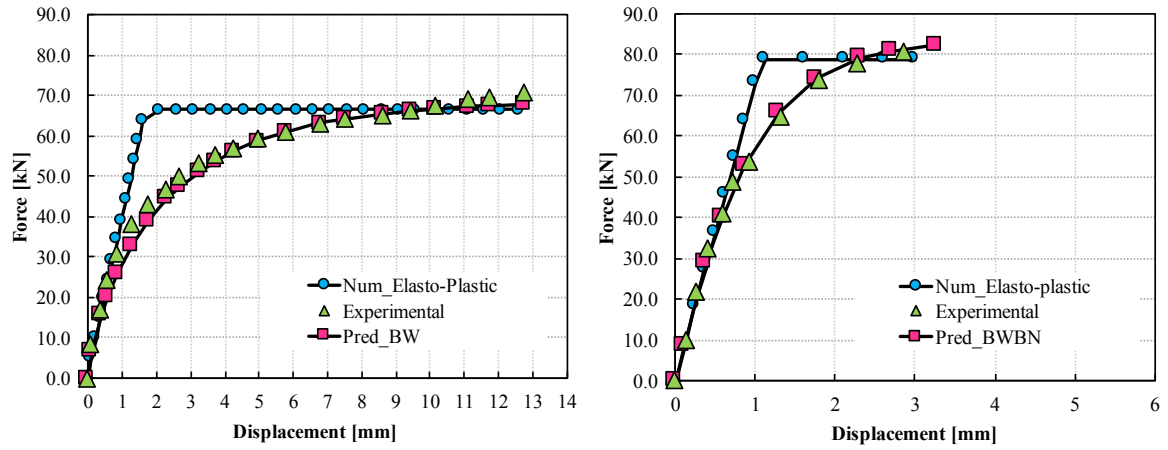 90.0
80.0
70.0
60.0
50.0
40.0
30.0
20.0
10.0
0.0
Force [kN]
Num_Elasto-Plastic
Experimental
Pred_BW
0 1 2 3 4 5 6 7 8 9 10 11 12 13 14
Displacement [mm]
90.0
80.0
70.0
60.0
50.0
40.0
30.0
20.0
10.0
0.0
Force [kN]
Num_Elasto-plastic
Experimental
Pred_BWBN
0 1 2 3 4 5 6
Displacement [mm]